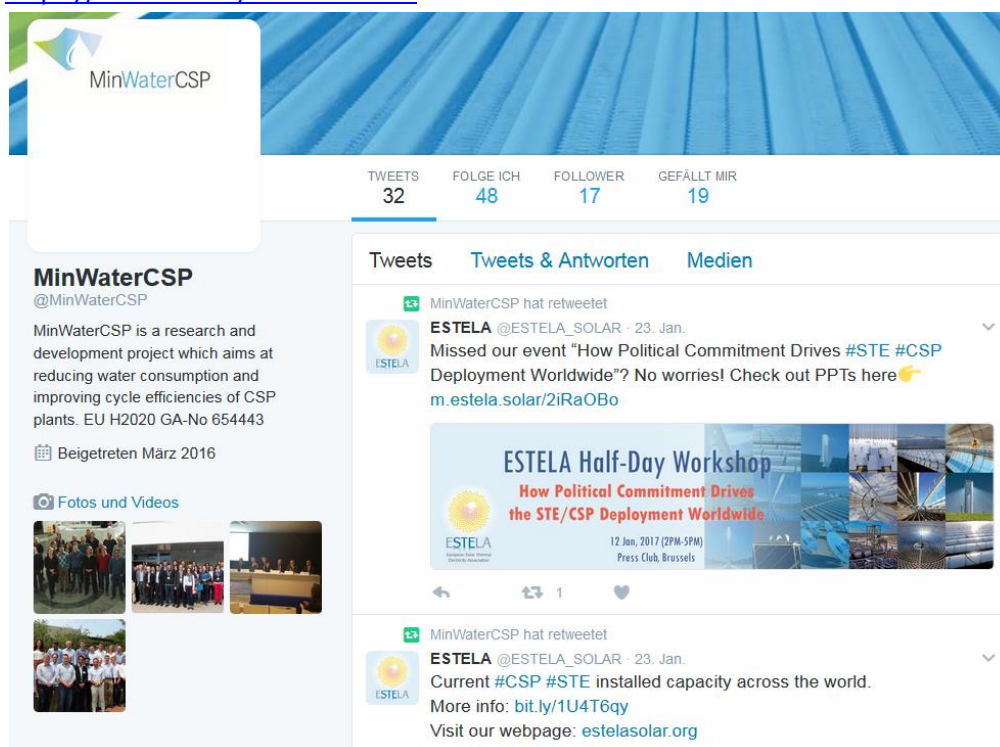 MinWaterCSP
TWEETS
32
FOLGE ICH
48
FOLLOWER
17
GEFÄLLT MIR
19
MinWaterCSP
@MinWaterCSP
MinWaterCSP is a research and
development project which aims at
reducing water consumption and
improving cycle efficiencies of CSP
plants. EU H2020 GA-No 654443
Beigetreten März 2016
Fotos und Videos
Tweets Tweets & Antworten Medien
MinWaterCSP hat retweetet
ESTELA @ESTELA_SOLAR · 23. Jan.
Missed our event “How Political Commitment Drives #STE #CSP
Deployment Worldwide”? No worries! Check out PPTs here👉
m.estela.solar/2iRaOBo
ESTELA
ESTELA Half-Day Workshop
How Political Commitment Drives
the STE/CSP Deployment Worldwide
12 Jan, 2017 (2PM-5PM)
Press Club, Brussels
ESTELA
European Solar Thermal
Electricity Association
1
MinWaterCSP hat retweetet
ESTELA @ESTELA_SOLAR · 23. Jan.
Current #CSP #STE installed capacity across the world.
More info: bit.ly/1U4T6qy
Visit our webpage: estelasolar.org
ESTELA